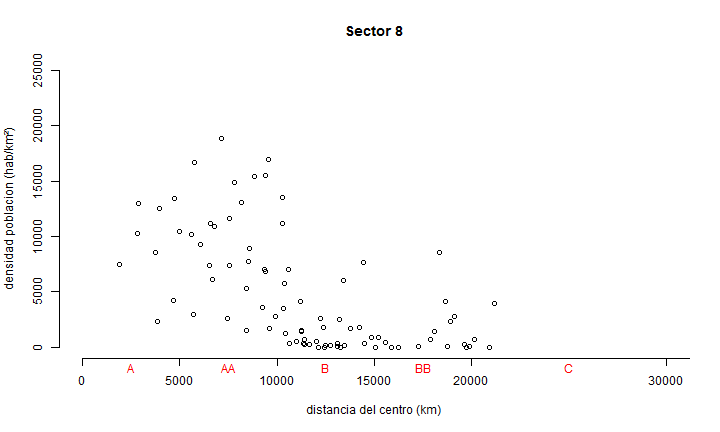 Sector 8
densidad poblacion (hab/km²)
25000
20000
15000
10000
5000
0
A AA B BB C
0 5000 10000 15000 20000 30000
distancia del centro (km)